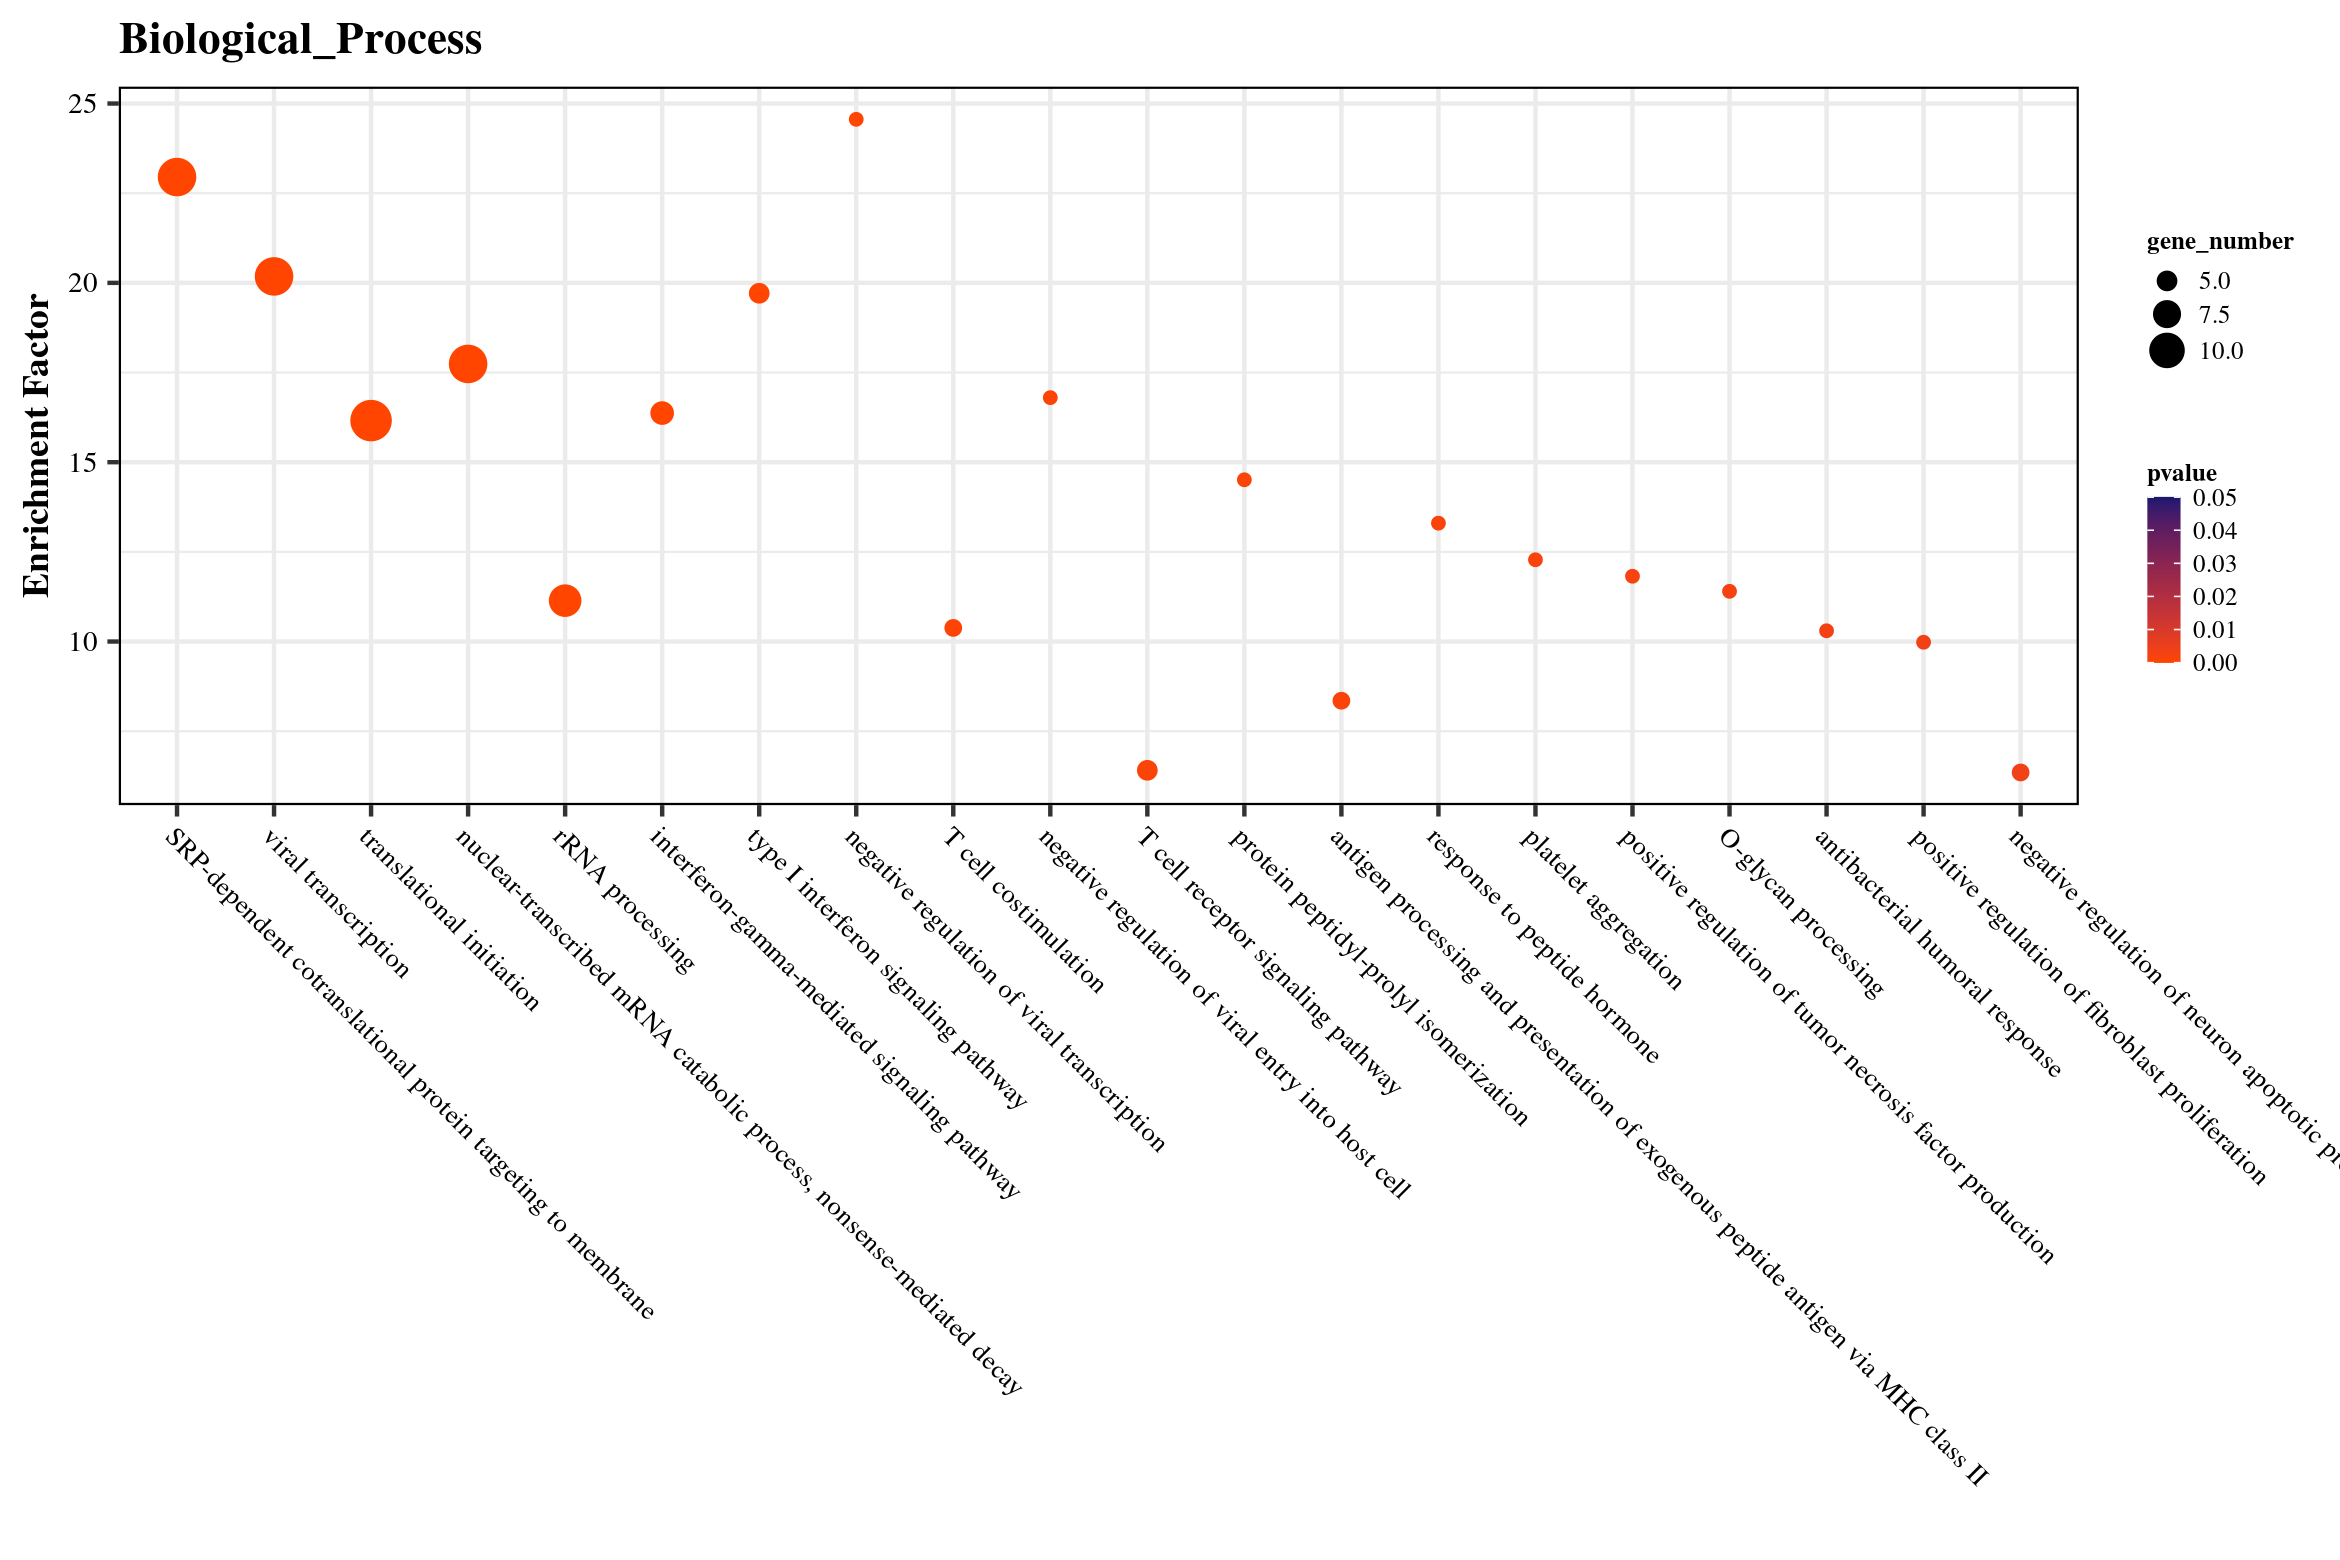 Biological_Process
Enrichment Factor
25
20
15
10
SRP-dependent cotranslational protein targeting to membrane
viral transcription
translational initiation
nuclear-transcribed mRNA catabolic process, nonsense-mediated decay
rRNA processing
interferon-gamma-mediated signaling pathway
type I interferon signaling pathway
negative regulation of viral transcription
T cell costimulation
negative regulation of viral entry into host cell
T cell receptor signaling pathway
protein peptidyl-prolyl isomerization
antigen processing and presentation of exogenous peptide antigen via MHC class II
response to peptide hormone
platelet aggregation
positive regulation of tumor necrosis factor production
O-glycan processing
antibacterial humoral response
positive regulation of fibroblast proliferation
negative regulation of neuron apoptotic
gene_number
5.0
7.5
10.0
pvalue
0.05
0.04
0.03
0.02
0.01
0.00